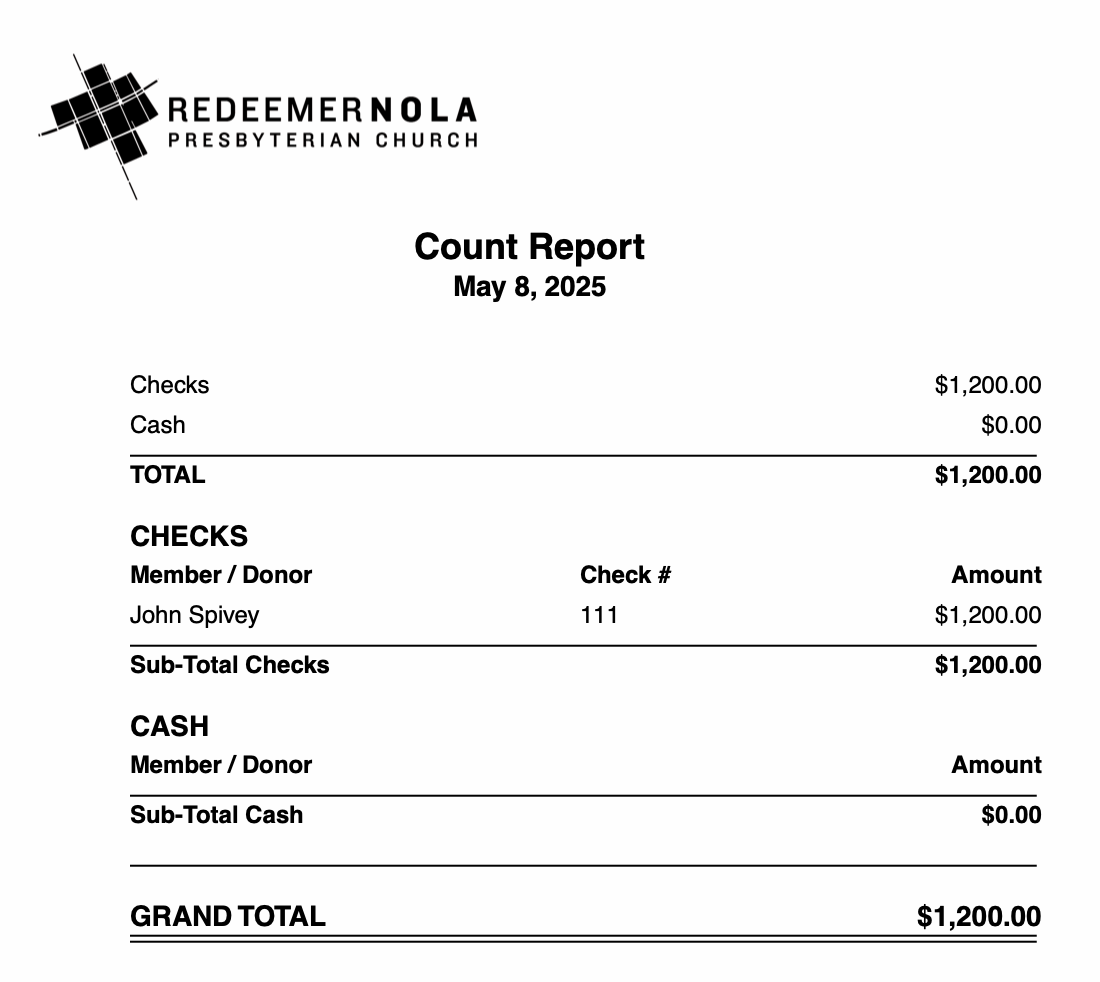 REDEEMERNOLA
PRESBYTERIAN CHURCH
Count Report
May 8, 2025
Checks $1,200.00
Cash $0.00
TOTAL $1,200.00
CHECKS
Member / Donor Check # Amount
John Spivey 111 $1,200.00
Sub-Total Checks $1,200.00
CASH
Member / Donor Amount
Sub-Total Cash $0.00
GRAND TOTAL $1,200.00